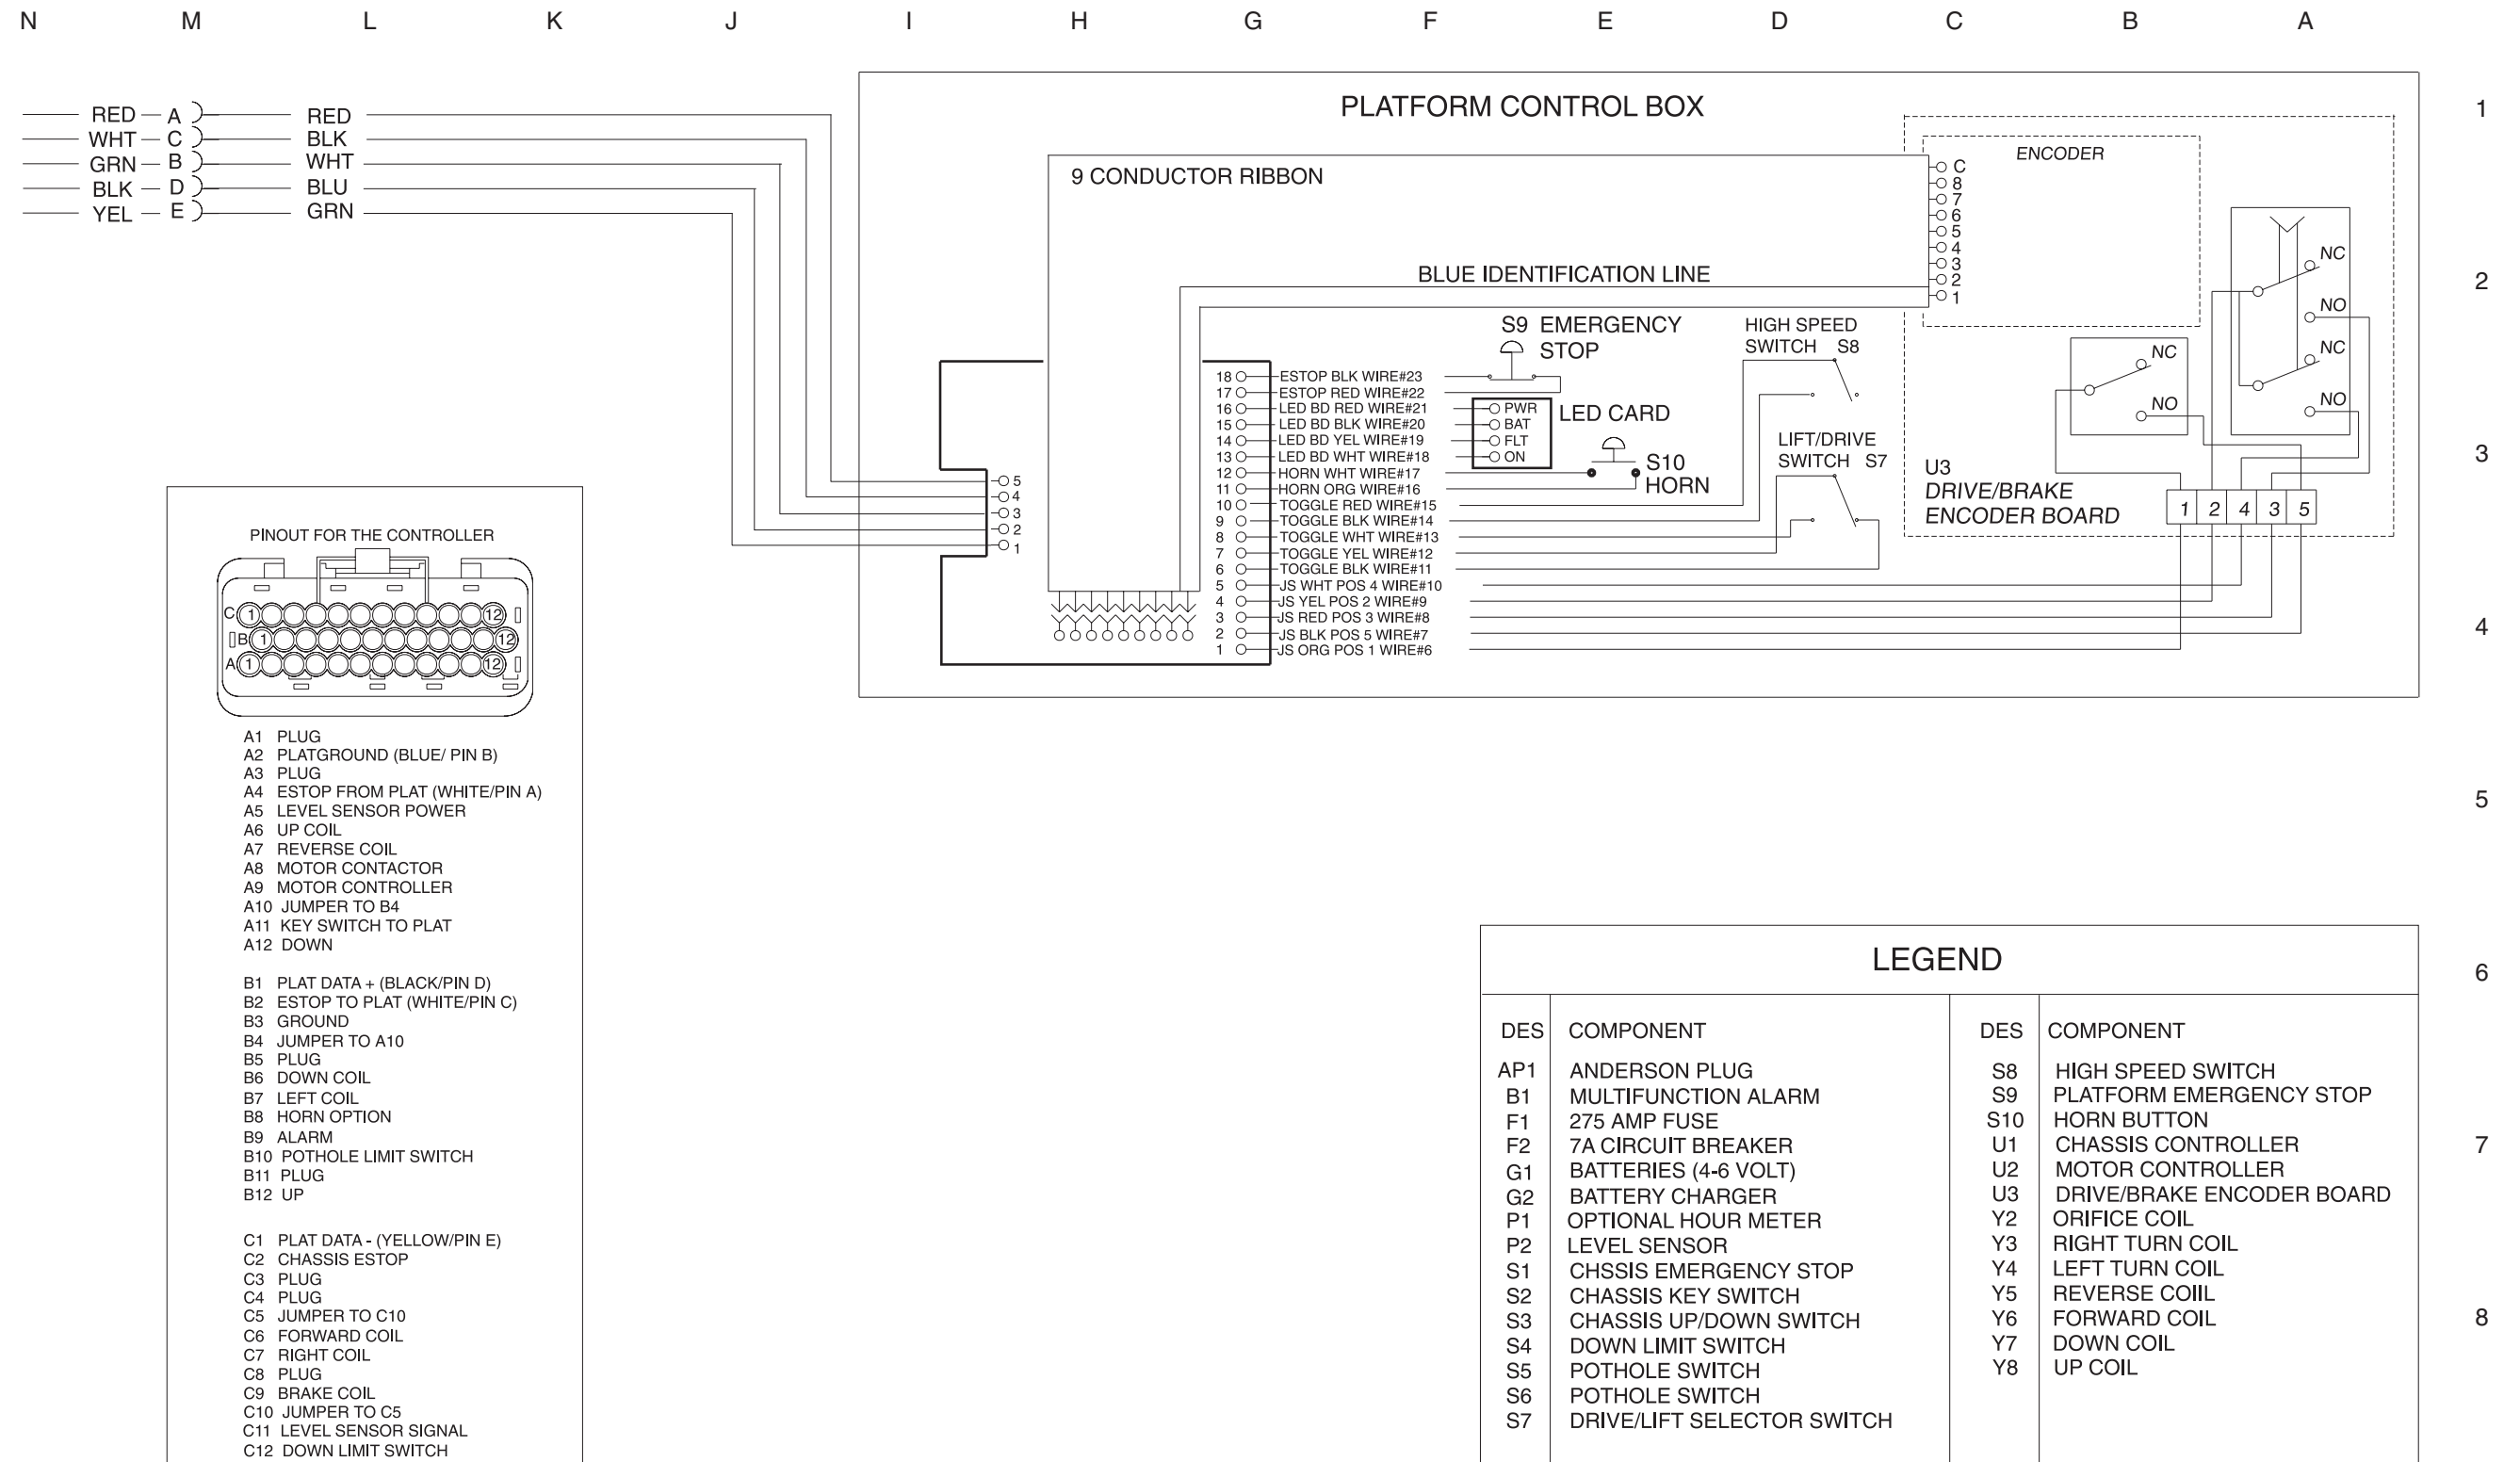 N M L K J I H G F E D C B A
PLATFORM CONTROL BOX
1
2
3
4
5
6
7
8
RED A RED
WHT C BLK
GRN B WHT
BLK D BLU
YEL E GRN
9 CONDUCTOR RIBBON
BLUE IDENTIFICATION LINE
ENCODER
C
8
7
6
5
4
3
2
1
NC
NO
NC
NO
NC
NO
S9 EMERGENCY
STOP
HIGH SPEED
SWITCH S8
LED CARD
PWR
BAT
FLT
ON
S10
HORN
LIFT/DRIVE
SWITCH S7
U3
DRIVE/BRAKE
ENCODER BOARD
1 2 4 3 5
5
4
3
2
1
18 ESTOP BLK WIRE#23
17 ESTOP RED WIRE#22
16 LED BD RED WIRE#21
15 LED BD BLK WIRE#20
14 LED BD YEL WIRE#19
13 LED BD WHT WIRE#18
12 HORN WHT WIRE#17
11 HORN ORG WIRE#16
10 TOGGLE RED WIRE#15
9 TOGGLE BLK WIRE#14
8 TOGGLE WHT WIRE#13
7 TOGGLE YEL WIRE#12
6 TOGGLE BLK WIRE#11
5 JS WHT POS 4 WIRE#10
4 JS YEL POS 2 WIRE#9
3 JS RED POS 3 WIRE#8
2 JS BLK POS 5 WIRE#7
1 JS ORG POS 1 WIRE#6
PINOUT FOR THE CONTROLLER
C 1 12
B 1 12
A 1 12
A1 PLUG
A2 PLATGROUND (BLUE/ PIN B)
A3 PLUG
A4 ESTOP FROM PLAT (WHITE/PIN A)
A5 LEVEL SENSOR POWER
A6 UP COIL
A7 REVERSE COIL
A8 MOTOR CONTACTOR
A9 MOTOR CONTROLLER
A10 JUMPER TO B4
A11 KEY SWITCH TO PLAT
A12 DOWN
B1 PLAT DATA + (BLACK/PIN D)
B2 ESTOP TO PLAT (WHITE/PIN C)
B3 GROUND
B4 JUMPER TO A10
B5 PLUG
B6 DOWN COIL
B7 LEFT COIL
B8 HORN OPTION
B9 ALARM
B10 POTHOLE LIMIT SWITCH
B11 PLUG
B12 UP
C1 PLAT DATA - (YELLOW/PIN E)
C2 CHASSIS ESTOP
C3 PLUG
C4 PLUG
C5 JUMPER TO C10
C6 FORWARD COIL
C7 RIGHT COIL
C8 PLUG
C9 BRAKE COIL
C10 JUMPER TO C5
C11 LEVEL SENSOR SIGNAL
C12 DOWN LIMIT SWITCH
LEGEND
DES COMPONENT
AP1 ANDERSON PLUG
B1 MULTIFUNCTION ALARM
F1 275 AMP FUSE
F2 7A CIRCUIT BREAKER
G1 BATTERIES (4-6 VOLT)
G2 BATTERY CHARGER
P1 OPTIONAL HOUR METER
P2 LEVEL SENSOR
S1 CHSSIS EMERGENCY STOP
S2 CHASSIS KEY SWITCH
S3 CHASSIS UP/DOWN SWITCH
S4 DOWN LIMIT SWITCH
S5 POTHOLE SWITCH
S6 POTHOLE SWITCH
S7 DRIVE/LIFT SELECTOR SWITCH
DES COMPONENT
S8 HIGH SPEED SWITCH
S9 PLATFORM EMERGENCY STOP
S10 HORN BUTTON
U1 CHASSIS CONTROLLER
U2 MOTOR CONTROLLER
U3 DRIVE/BRAKE ENCODER BOARD
Y2 ORIFICE COIL
Y3 RIGHT TURN COIL
Y4 LEFT TURN COIL
Y5 REVERSE COIIL
Y6 FORWARD COIL
Y7 DOWN COIL
Y8 UP COIL